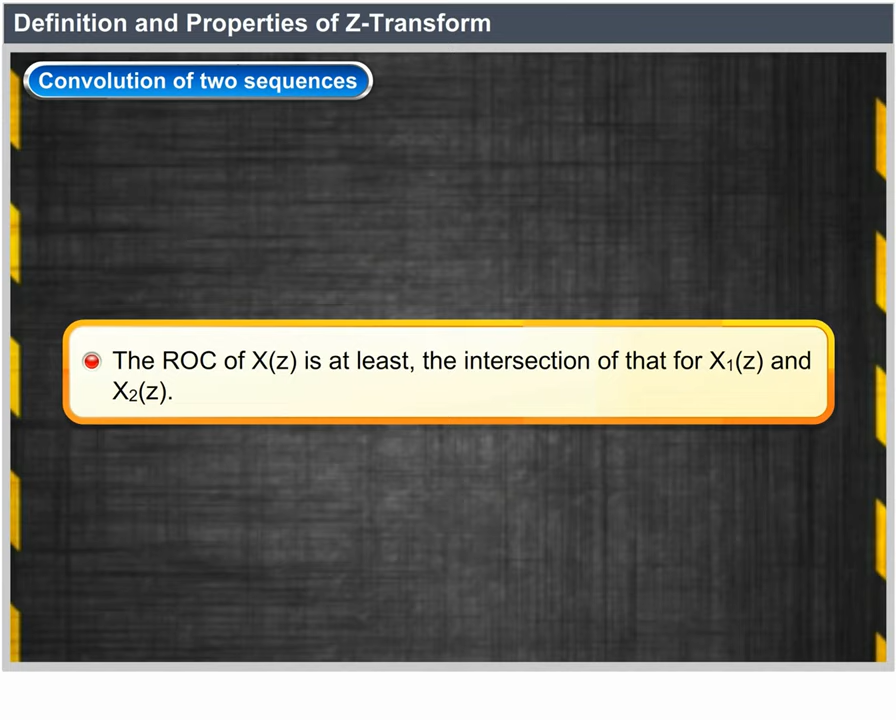 Definition and Properties of Z-Transform
Convolution of two sequences
The ROC of X(z) is at least, the intersection of that for X₁(z) and
X₂(z).